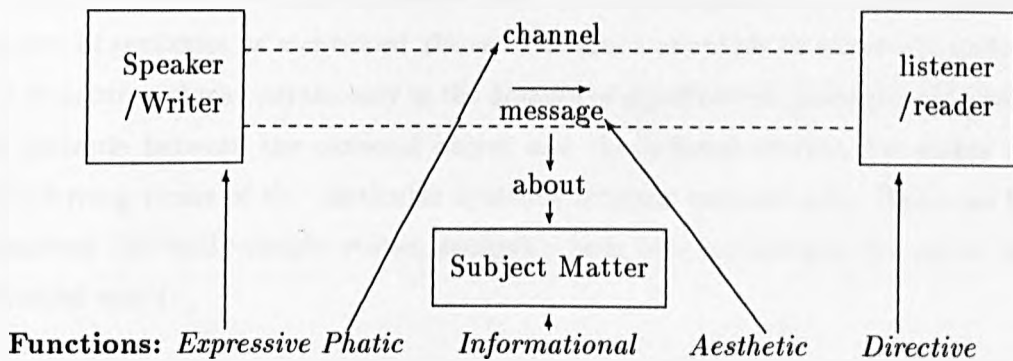 channel
Speaker
/Writer
listener
/reader
message
about
Subject Matter
Functions: Expressive Phatic Informational Aesthetic Directive